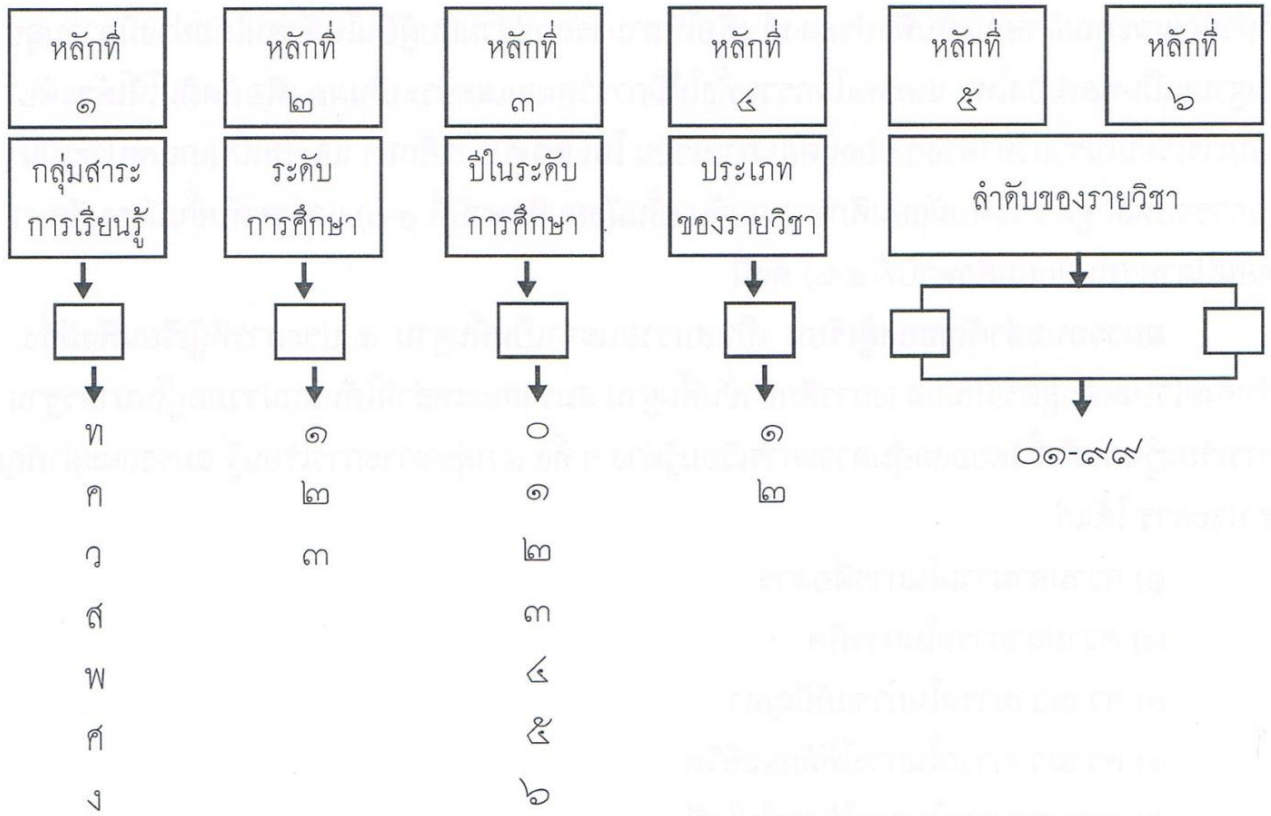 หลักที่ หลักที่ หลักที่ หลักที่ หลักที่ หลักที่
๑ ๒ ๓ ๔ ๕ ๖
กลุ่มสาระ ระดับ ปีในระดับ ประเภท ลำดับของรายวิชา
การเรียนรู้ การศึกษา การศึกษา ของรายวิชา
ท ๑ ๐ ๑ ๐๑-๙๙
ค ๒ ๑ ๒
ว ๓ ๒
ส ๓
พ ๔
ศ ๕
ง ๖